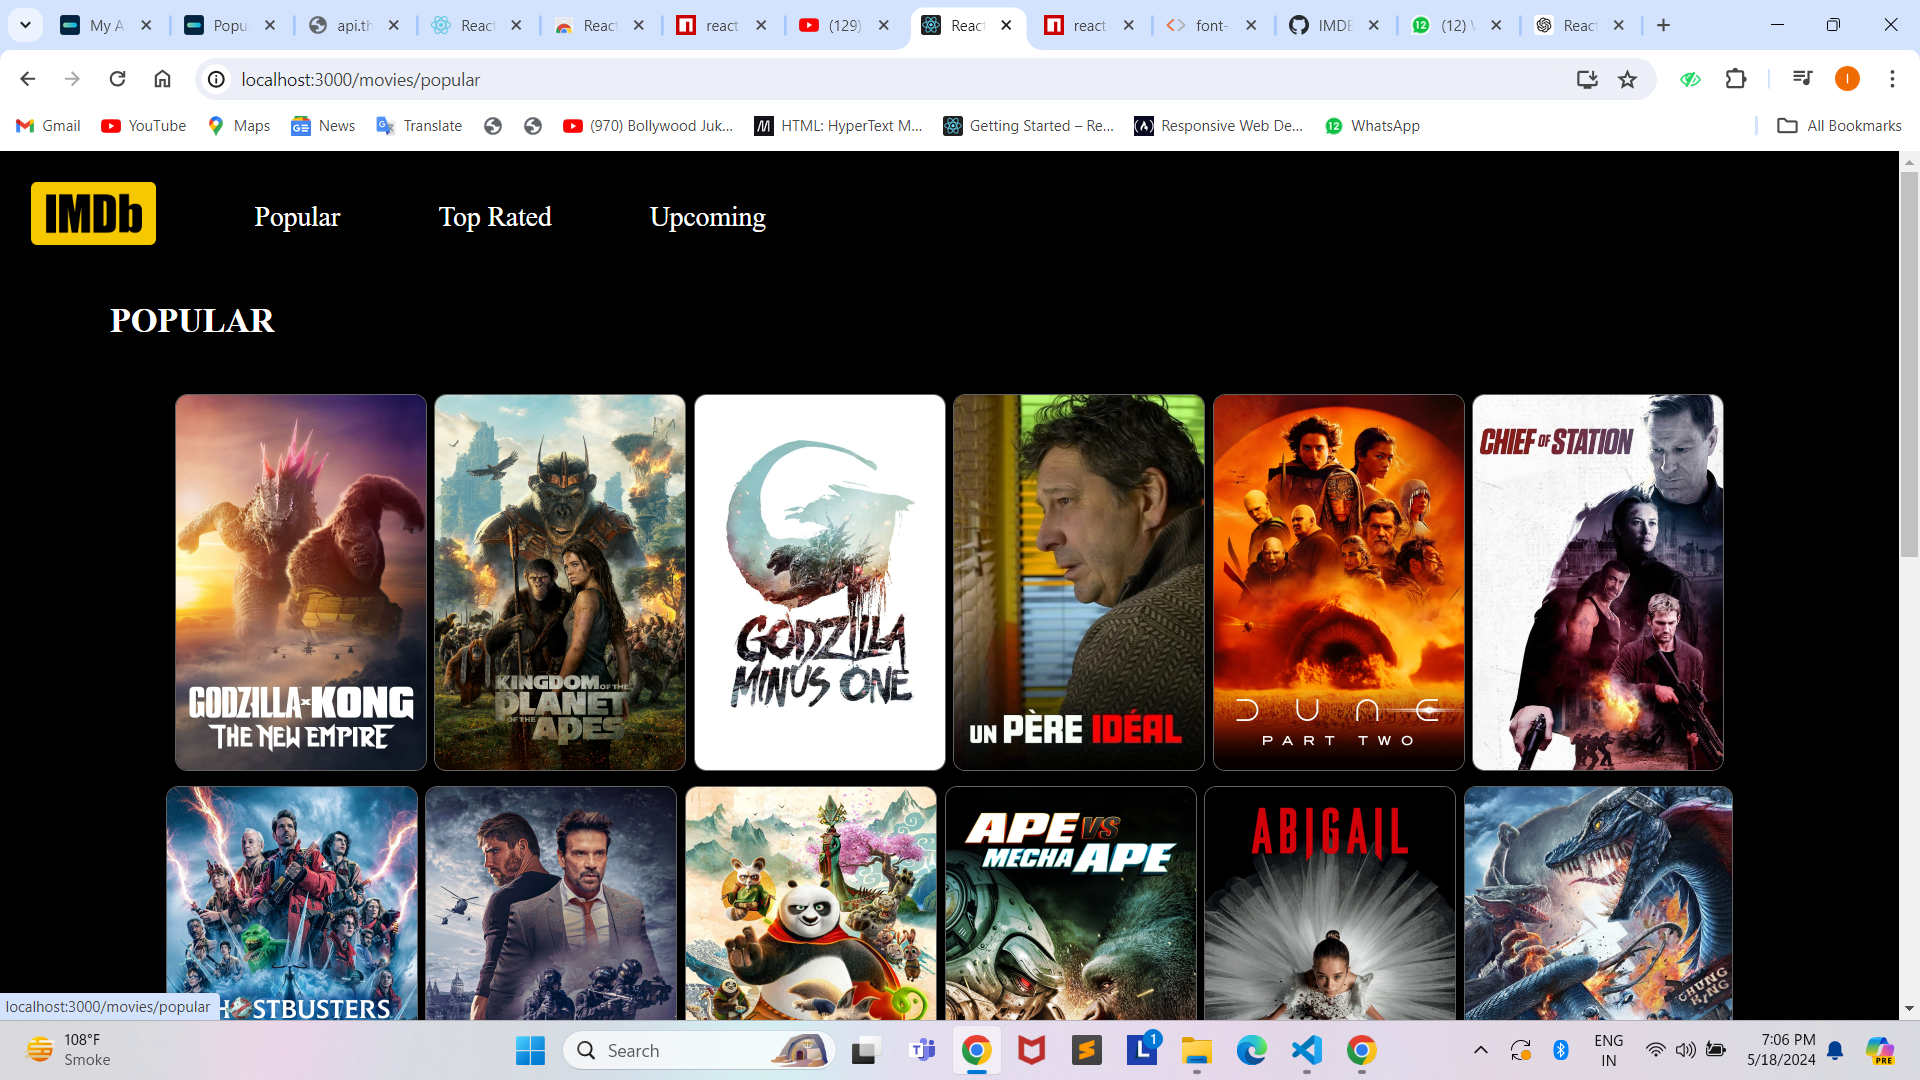 My A
Popu
api.th
React
React
react
(129)
React
react
font-
IMDB
(12) W
React
localhost:3000/movies/popular
Gmail
YouTube
Maps
News
Translate
(970) Bollywood Juk...
HTML: HyperText M...
Getting Started – Re...
Responsive Web De...
WhatsApp
All Bookmarks
IMDb
Popular
Top Rated
Upcoming
POPULAR
GODZILLA x KONG
THE NEW EMPIRE
KINGDOM OF THE
PLANET
OF THE
APES
GODZILLA
MINUS ONE
UN PÈRE IDÉAL
DUNE
PART TWO
CHIEF OF STATION
APE VS
MECHA APE
ABIGAIL
CHUNG
KING
localhost:3000/movies/popular
HOSTBUSTERS
108°F
Smoke
Search
1
PRE
ENG
IN
7:06 PM
5/18/2024